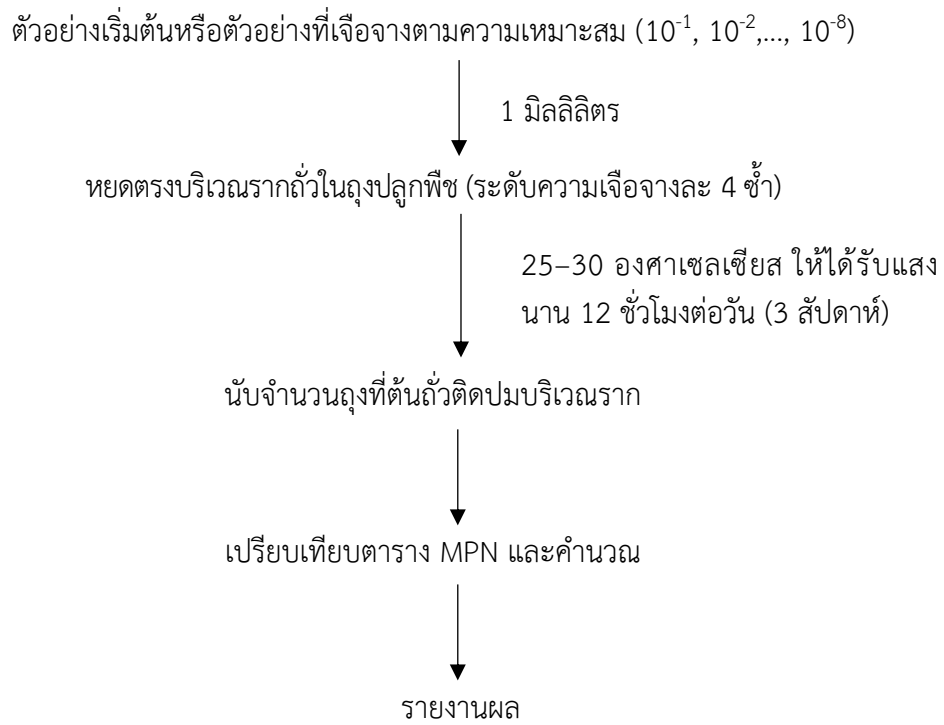 ตัวอย่างเริ่มต้นหรือตัวอย่างที่เจือจางตามความเหมาะสม (10⁻¹, 10⁻²,..., 10⁻⁸)
1 มิลลิลิตร
หยดตรงบริเวณรากถั่วในถุงปลูกพืช (ระดับความเจือจางละ 4 ซ้ำ)
25–30 องศาเซลเซียส ให้ได้รับแสง
นาน 12 ชั่วโมงต่อวัน (3 สัปดาห์)
นับจำนวนถุงที่ต้นถั่วติดปมบริเวณราก
เปรียบเทียบตาราง MPN และคำนวณ
รายงานผล